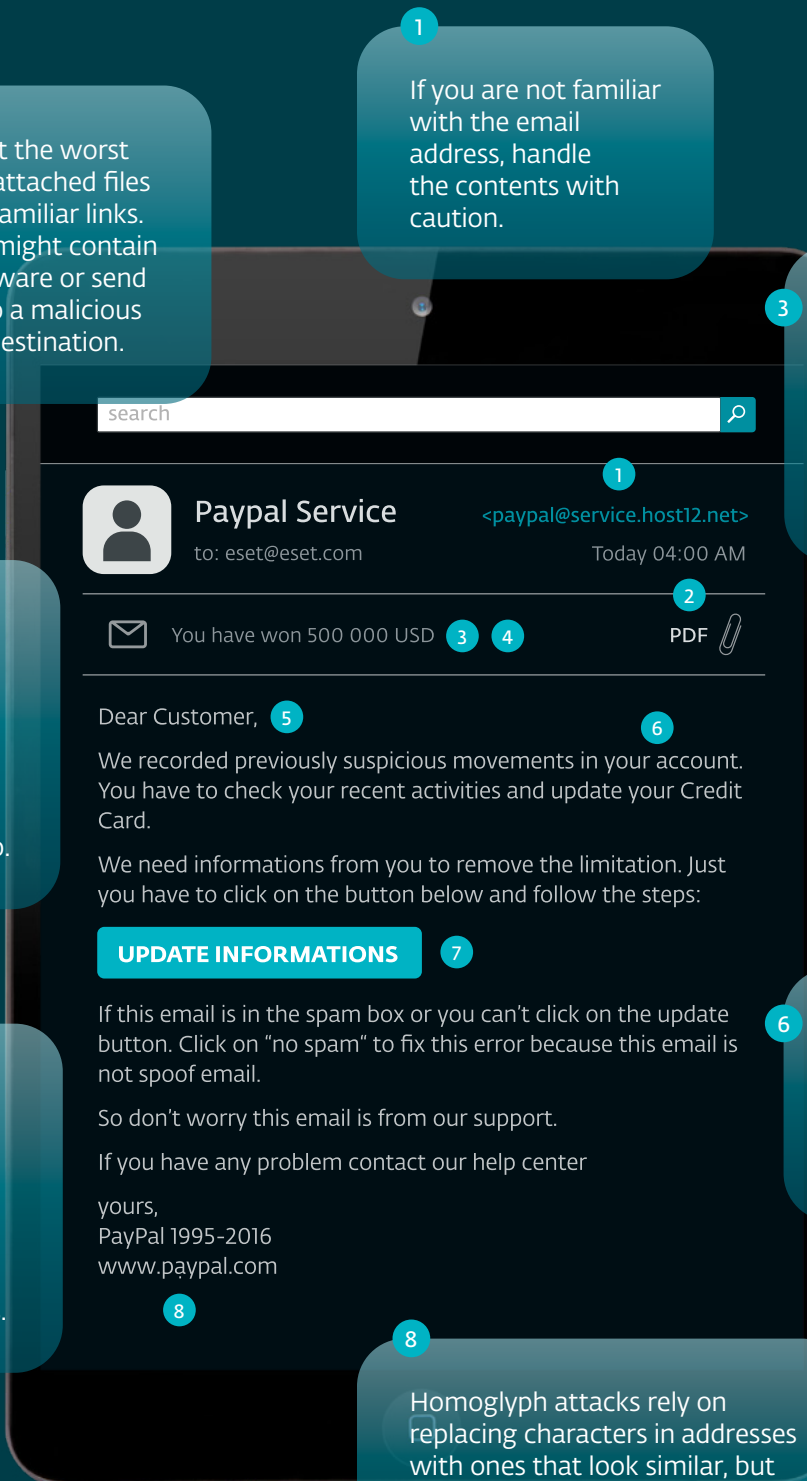 1
If you are not familiar
with the email
address, handle
the contents with
caution.
the worst
attached files
links.
might contain
or send
a malicious
3
search
1
Paypal Service
<paypal@service.host12.net>
to: eset@eset.com
Today 04:00 AM
2
You have won 500 000 USD 3 4
PDF
Dear Customer, 5
6
We recorded previously suspicious movements in your account.
You have to check your recent activities and update your Credit
Card.
We need informations from you to remove the limitation. Just
you have to click on the button below and follow the steps:
UPDATE INFORMATIONS 7
If this email is in the spam box or you can't click on the update
button. Click on “no spam“ to fix this error because this email is
not spoof email.
6
So don't worry this email is from our support.
If you have any problem contact our help center
yours,
PayPal 1995-2016
www.pạypal.com
8
8
Homoglyph attacks rely on
replacing characters in addresses
with ones that look similar, but